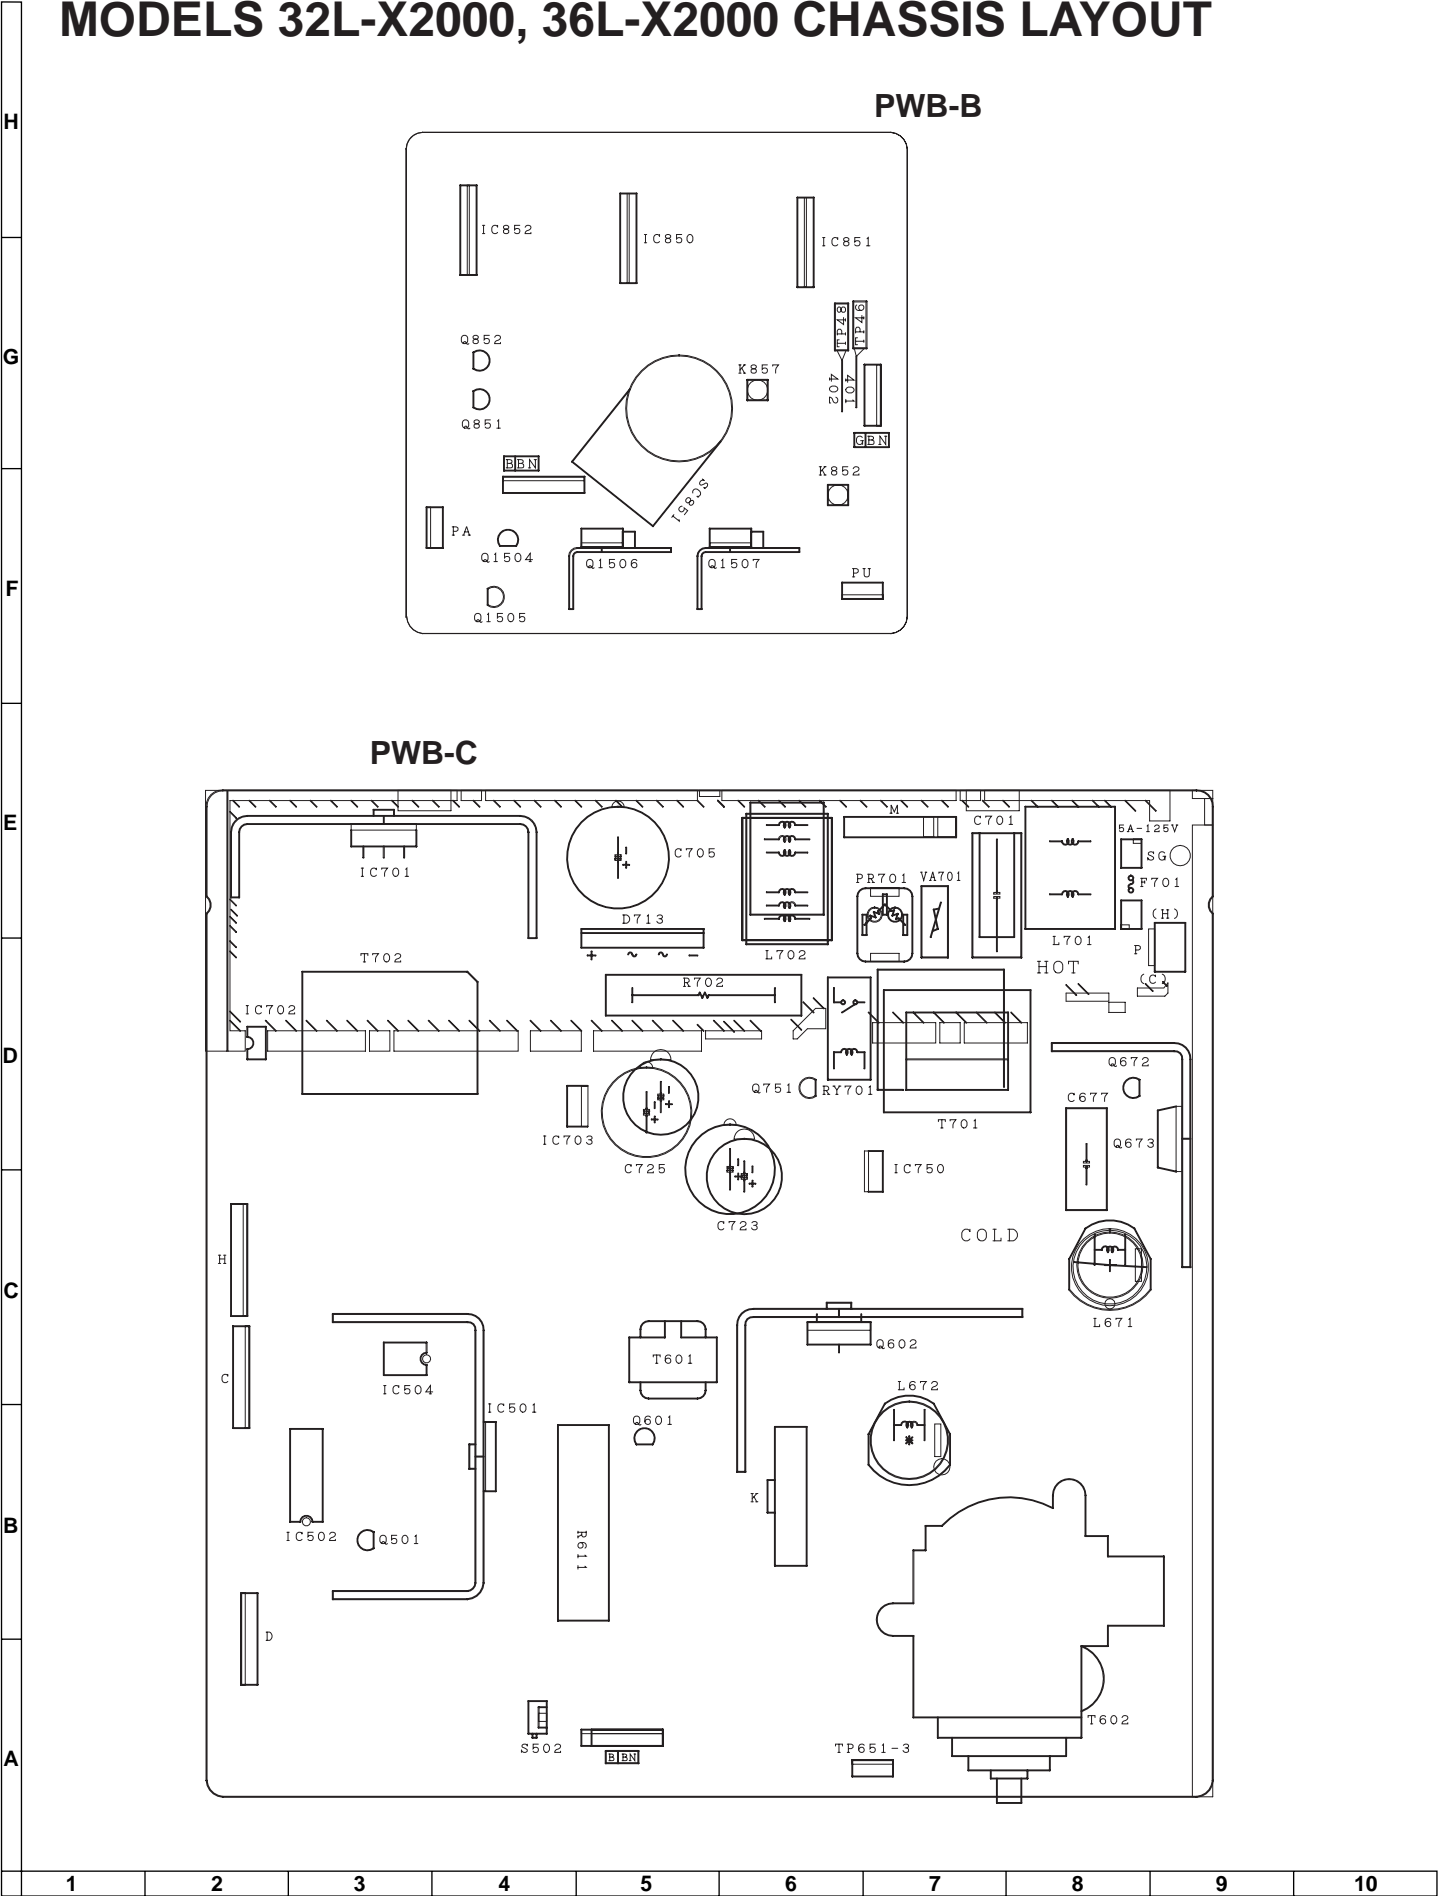 MODELS 32L-X2000, 36L-X2000 CHASSIS LAYOUT
PWB-B
H
IC852
IC850
IC851
TP48
TP46
G
Q852
K857
402
401
Q851
GBN
BBN
K852
SC851
PA
Q1504
Q1506
Q1507
PU
F
Q1505
PWB-C
E
M
C701
5A-125V
C705
SG
IC701
PR701
VA701
F701
D713
(H)
+ ~ ~ -
L702
L701
P
T702
HOT
R702
(C)
IC702
D
Q672
Q751
RY701
C677
T701
IC703
Q673
C725
IC750
C723
COLD
H
C
L671
Q602
T601
C
IC504
L672
IC501
Q601
K
B
IC502
Q501
R611
D
T602
S502
TP651-3
A
B BN
1 2 3 4 5 6 7 8 9 10